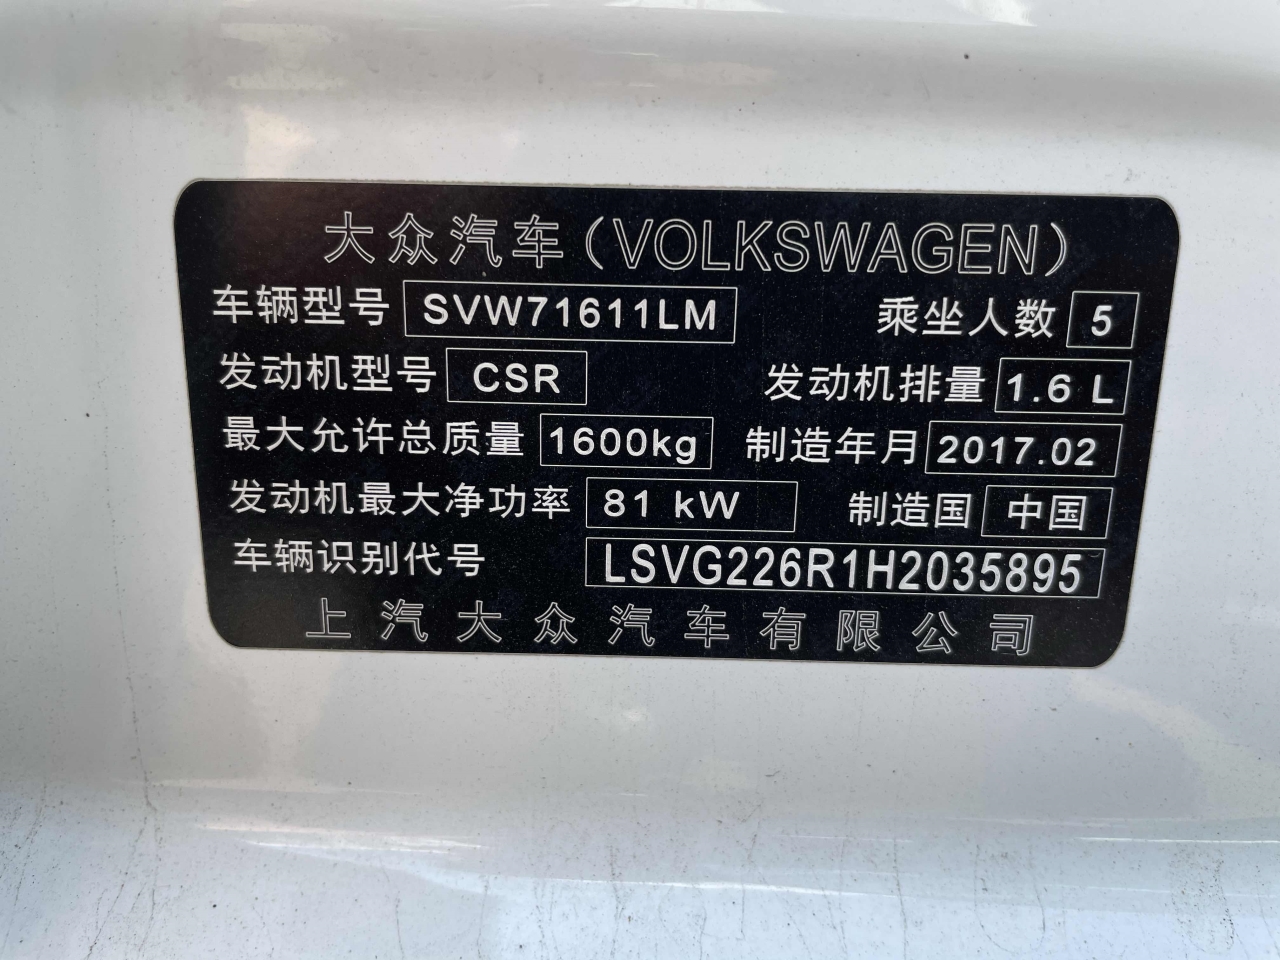 大众汽车(VOLKSWAGEN)
车辆型号 SVW71611LM 乘坐人数 5
发动机型号 CSR 发动机排量 1.6 L
最大允许总质量 1600kg 制造年月 2017.02
发动机最大净功率 81 kW 制造国 中国
车辆识别代号 LSVG226R1H2035895
上汽大众汽车有限公司